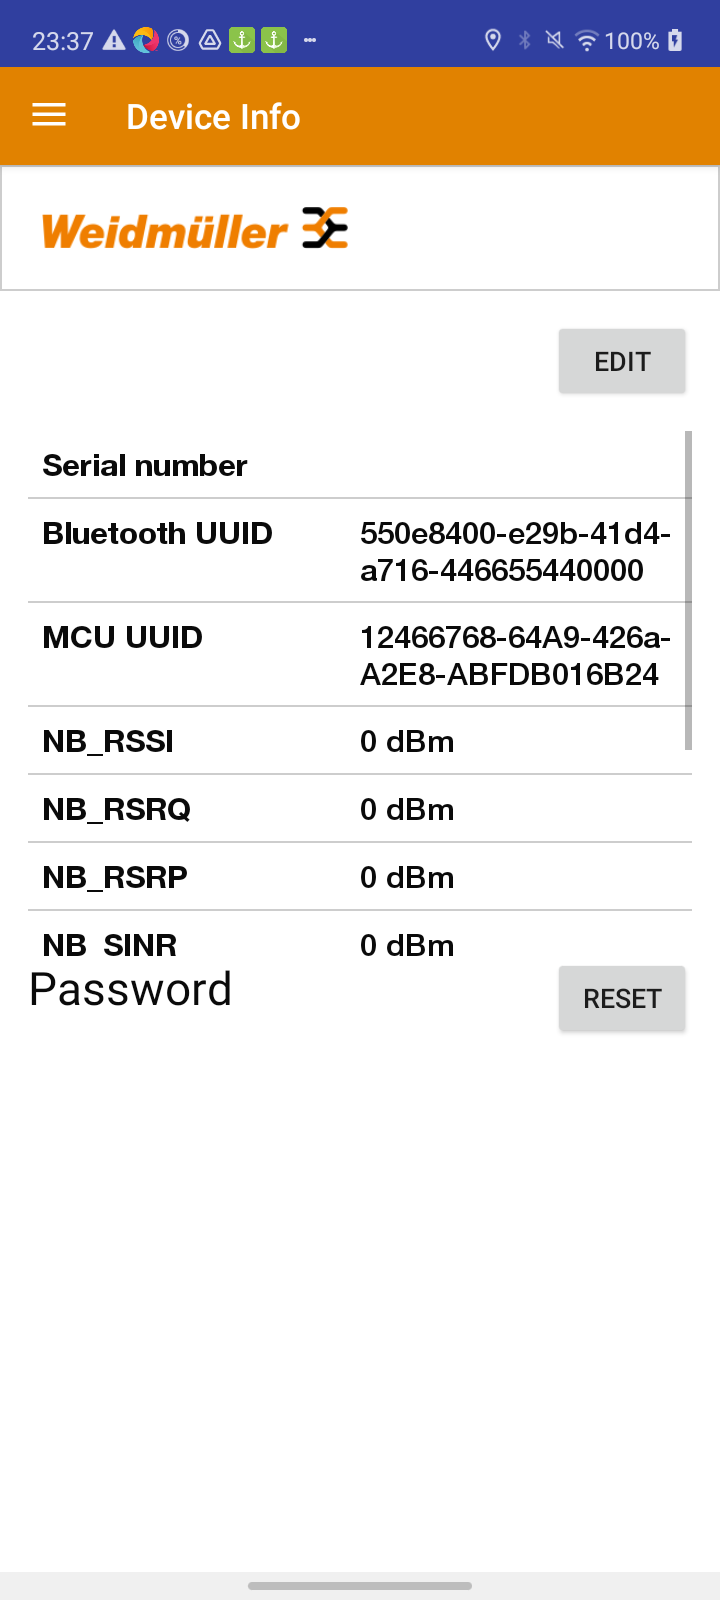 23:37 100%
Device Info
Weidmüller
EDIT
Serial number
Bluetooth UUID 550e8400-e29b-41d4-
a716-446655440000
MCU UUID 12466768-64A9-426a-
A2E8-ABFDB016B24
NB_RSSI 0 dBm
NB_RSRQ 0 dBm
NB_RSRP 0 dBm
NB_SINR 0 dBm
Password RESET